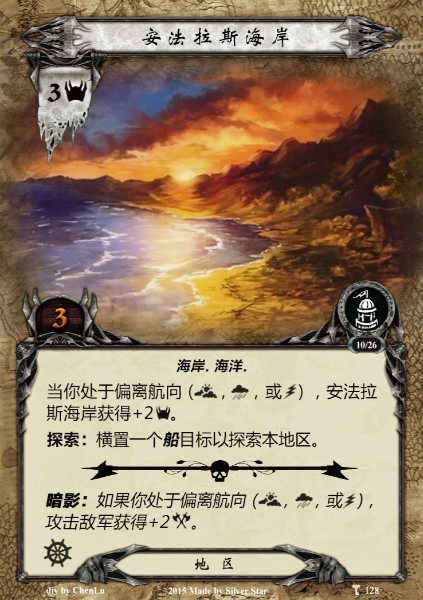 安法拉斯海岸
3
3
10/26
海岸. 海洋.
当你处于偏离航向 ( , , 或 ) , 安法拉
斯海岸获得+2 。
探索：横置一个船目标以探索本地区。
暗影：如果你处于偏离航向 ( , , 或 ) ,
攻击敌军获得+2 。
地 区
diy by ChenLu
2015 Made by Silver Star
128